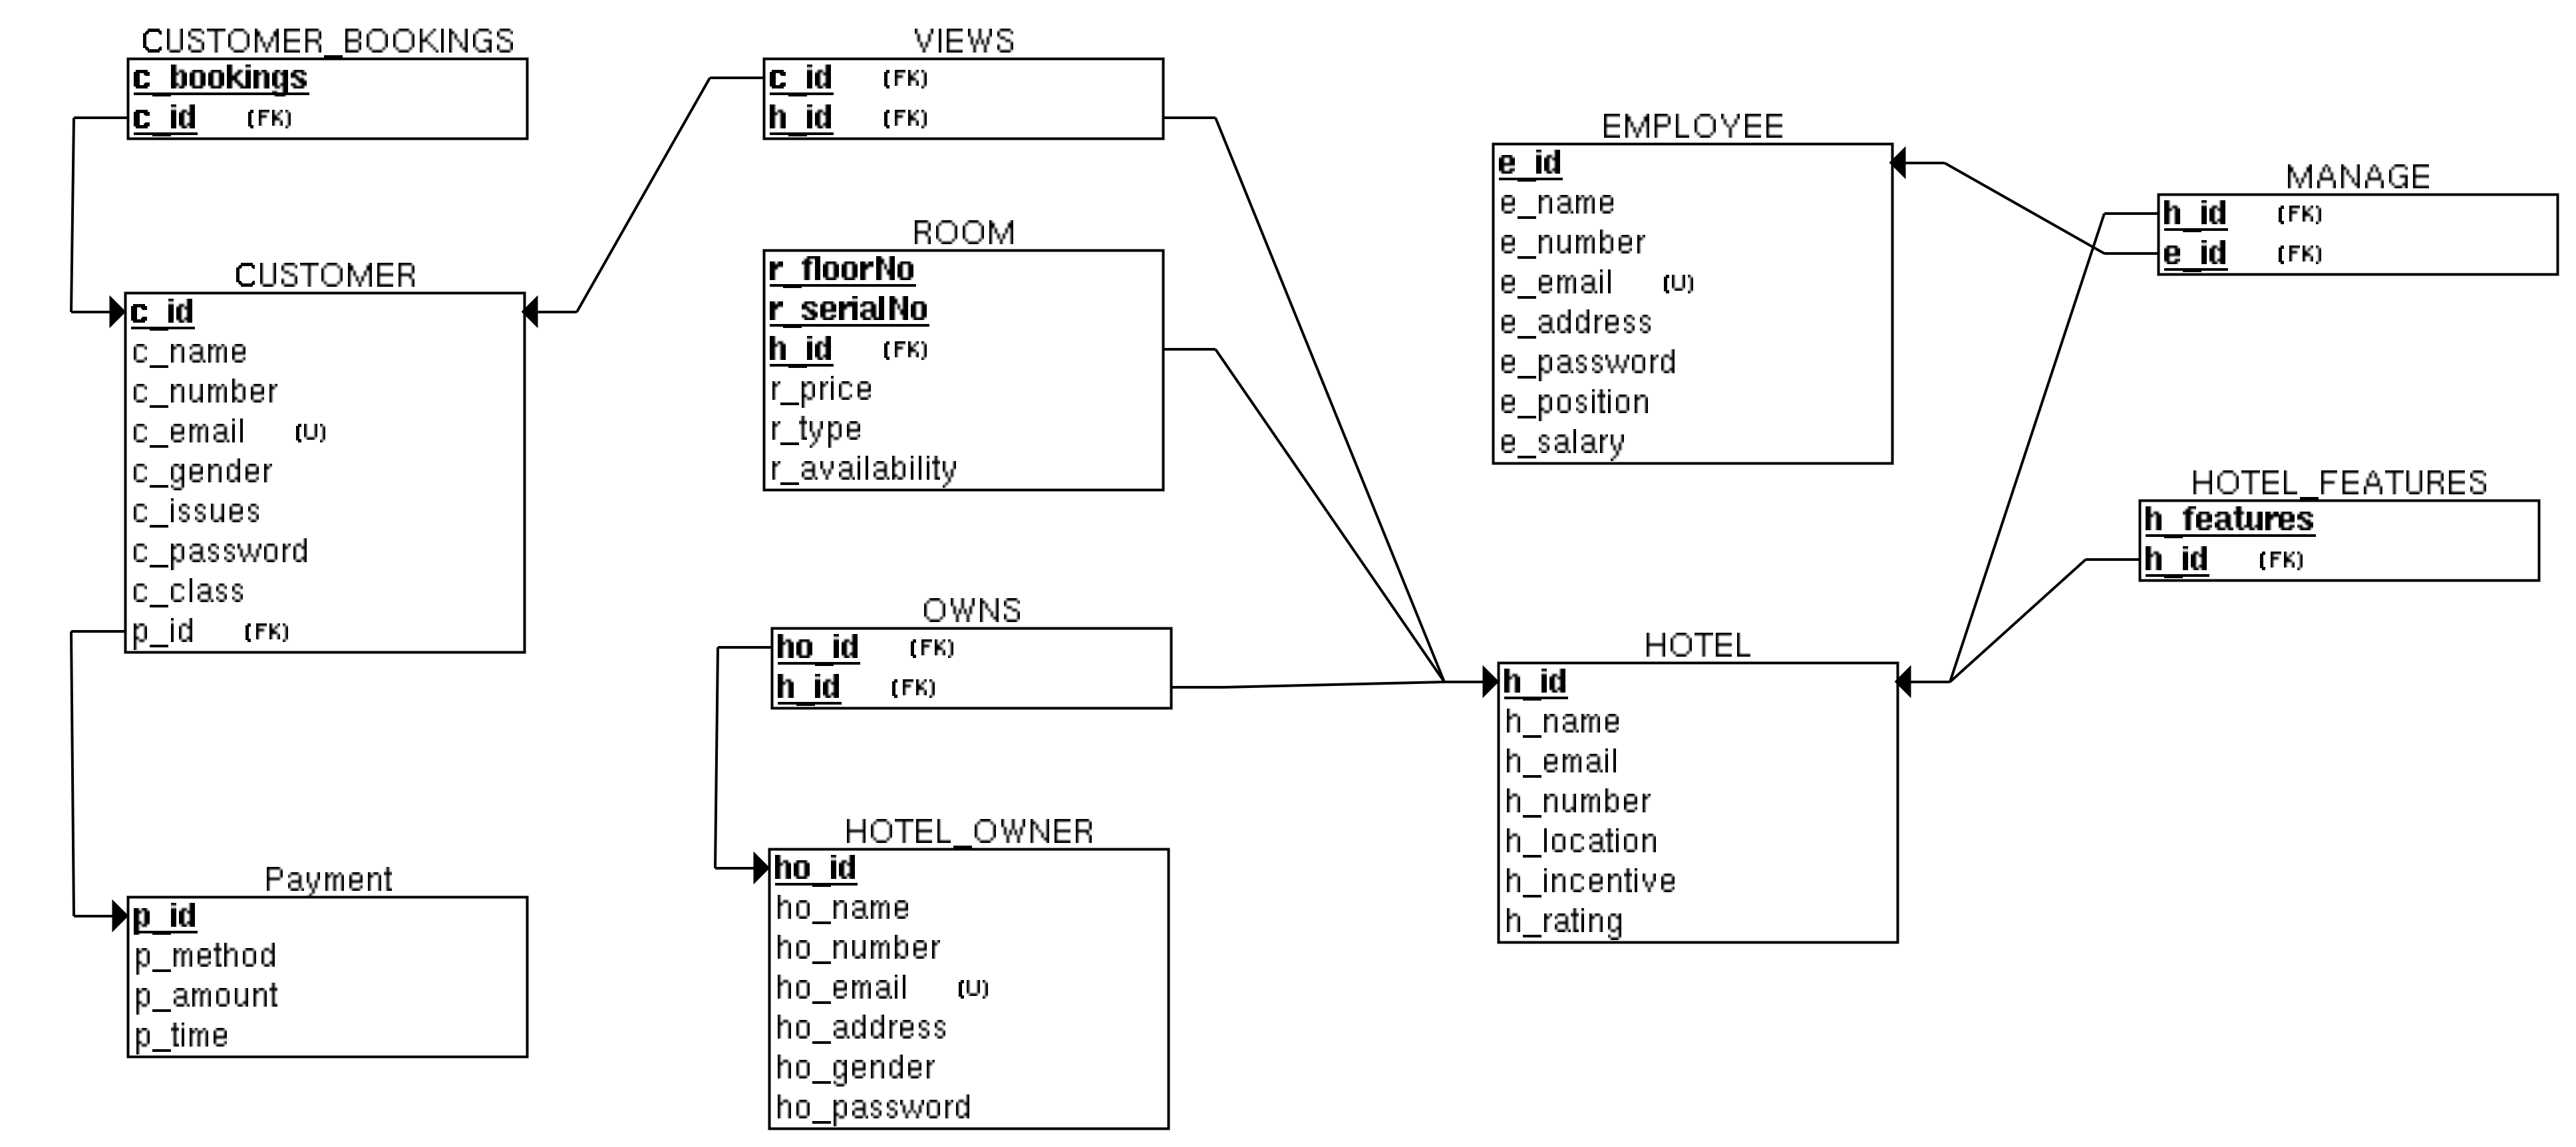 CUSTOMER_BOOKINGS
c_bookings
c_id (FK)
CUSTOMER
c_id
c_name
c_number
c_email (U)
c_gender
c_issues
c_password
c_class
p_id (FK)
Payment
p_id
p_method
p_amount
p_time
VIEWS
c_id (FK)
h_id (FK)
ROOM
r_floorNo
r_serialNo
h_id (FK)
r_price
r_type
r_availability
OWNS
ho_id (FK)
h_id (FK)
HOTEL_OWNER
ho_id
ho_name
ho_number
ho_email (U)
ho_address
ho_gender
ho_password
EMPLOYEE
e_id
e_name
e_number
e_email (U)
e_address
e_password
e_position
e_salary
HOTEL
h_id
h_name
h_email
h_number
h_location
h_incentive
h_rating
MANAGE
h_id (FK)
e_id (FK)
HOTEL_FEATURES
h_features
h_id (FK)